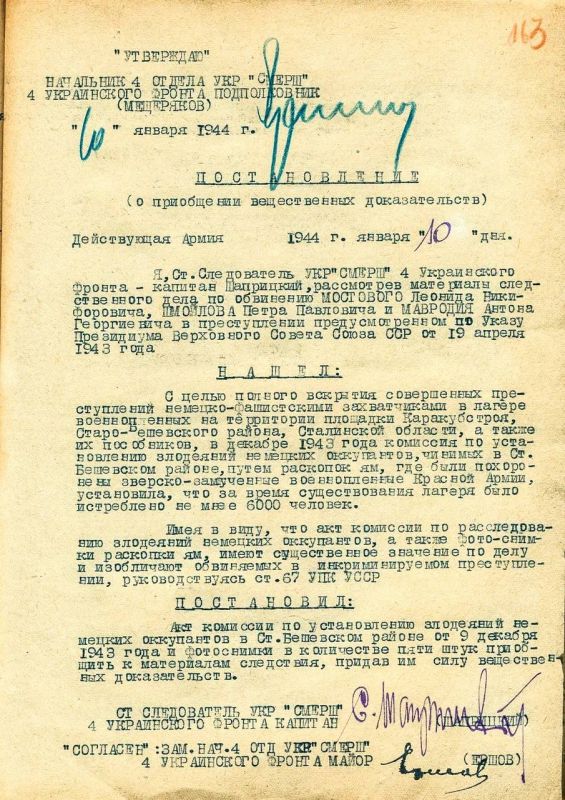 163
"УТВЕРЖДАЮ"
НАЧАЛЬНИК 4 ОТДЕЛА УКР "СМЕРШ"
4 УКРАИНСКОГО ФРОНТА ПОДПОЛКОВНИК
(МЕЩЕРЯКОВ)
"10" января 1944 г.
ПОСТАНОВЛЕНИЕ
(о приобщении вещественных доказательств)
Действующая Армия 1944 г. января "10 "дня.
Я, Ст.Следователь УКР"СМЕРШ" 4 Украинского
фронта - капитан Шаприцкий,рассмотрев материалы след-
ственного дела по обвинению МОСТОВОГО Леонида Ники-
форовича, ШМОЙЛОВА Петра Павловича и МАВРОДИЯ Антона
Георгиевича в преступлении предусмотренном по Указу
Президиума Верховного Совета Союза ССР от 19 апреля
1943 года
НАШЕЛ:
С целью полного вскрытия совершенных прес-
туплений немецко-фашистскими захватчиками в лагере
военнопленных на территории площадки Каракубстроя,
Старо-Бешевского района, Сталинской области, а также
их пособников, в декабре 1943 года комиссия по уста-
новлению злодеяний немецких оккупантов,чинимых в Ст.
Бешевском районе,путем раскопок ям, где были похоро-
нены зверско-замученные военнопленные Красной Армии,
установила, что за время существования лагеря было
истреблено не мнее 6000 человек.
Имея в виду, что акт комиссии по расследова-
нию злодеяний немецких оккупантов, а также фото-сним-
ки раскопки ям, имеют существенное значение по делу
и изобличают обвиняемых в инкриминируемом преступле-
нии, руководствуясь ст.67 УПК УССР
ПОСТАНОВИЛ:
Акт комиссии по установлению злодеяний не-
мецких оккупантов в Ст.Бешевском районе от 9 декабря
1943 года и фотоснимки в количестве пяти штук приоб-
щить к материалам следствия, придав им силу веществен-
нных доказательств.
СТ СЛЕДОВАТЕЛЬ УКР "СМЕРШ"
4 УКРАИНСКОГО ФРОНТА КАПИТАН (ШАПРИЦКИЙ)
"СОГЛАСЕН":ЗАМ.НАЧ.4 ОТД УКР"СМЕРШ"
4 УКРАИНСКОГО ФРОНТА МАЙОР Ершов (ЕРШОВ)